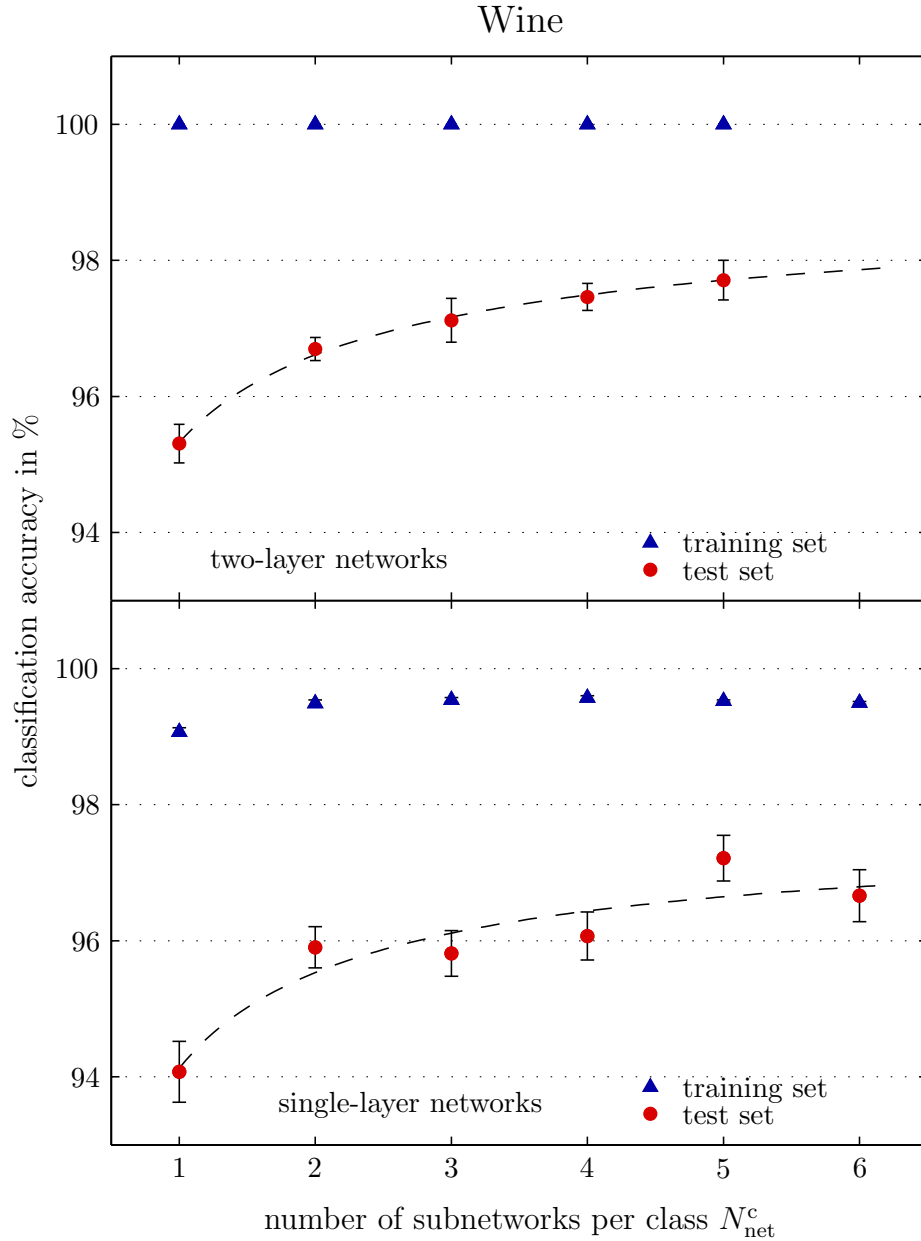 Wine
100
98
96
94
two-layer networks
training set
test set
classification accuracy in %
100
98
96
94
single-layer networks
training set
test set
1 2 3 4 5 6
number of subnetworks per class N^c_net